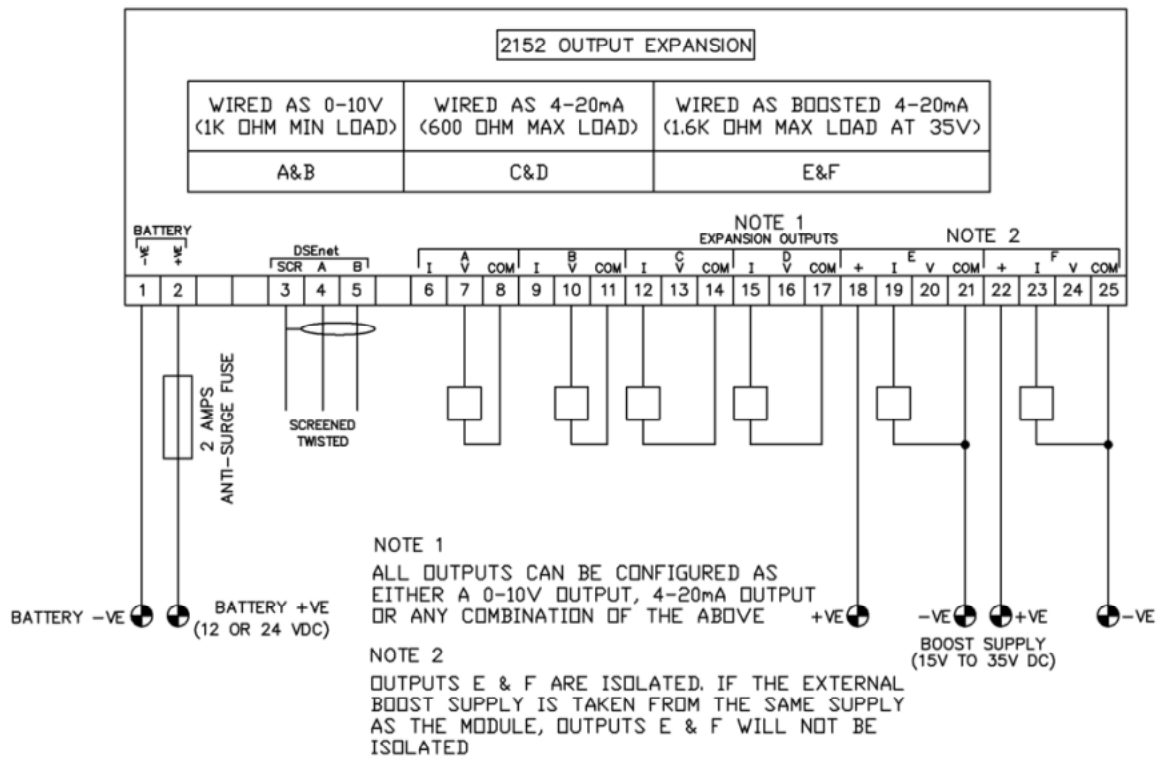 2152 OUTPUT EXPANSION
WIRED AS 0-10V
(1K OHM MIN LOAD)
WIRED AS 4-20mA
(600 OHM MAX LOAD)
WIRED AS BOOSTED 4-20mA
(1.6K OHM MAX LOAD AT 35V)
A&B
C&D
E&F
NOTE 1
EXPANSION OUTPUTS
NOTE 2
BATTERY
-VE
+VE
DSEnet
SCR A B
A
I V COM
B
I V COM
C
I V COM
D
I V COM
E
+ I V COM
F
+ I V COM
1 2 3 4 5 6 7 8 9 10 11 12 13 14 15 16 17 18 19 20 21 22 23 24 25
2 AMPS
ANTI-SURGE FUSE
SCREENED
TWISTED
BATTERY -VE
BATTERY +VE
(12 OR 24 VDC)
+VE
-VE
+VE
-VE
BOOST SUPPLY
(15V TO 35V DC)
NOTE 1
ALL OUTPUTS CAN BE CONFIGURED AS
EITHER A 0-10V OUTPUT, 4-20mA OUTPUT
OR ANY COMBINATION OF THE ABOVE
NOTE 2
OUTPUTS E & F ARE ISOLATED. IF THE EXTERNAL
BOOST SUPPLY IS TAKEN FROM THE SAME SUPPLY
AS THE MODULE, OUTPUTS E & F WILL NOT BE
ISOLATED